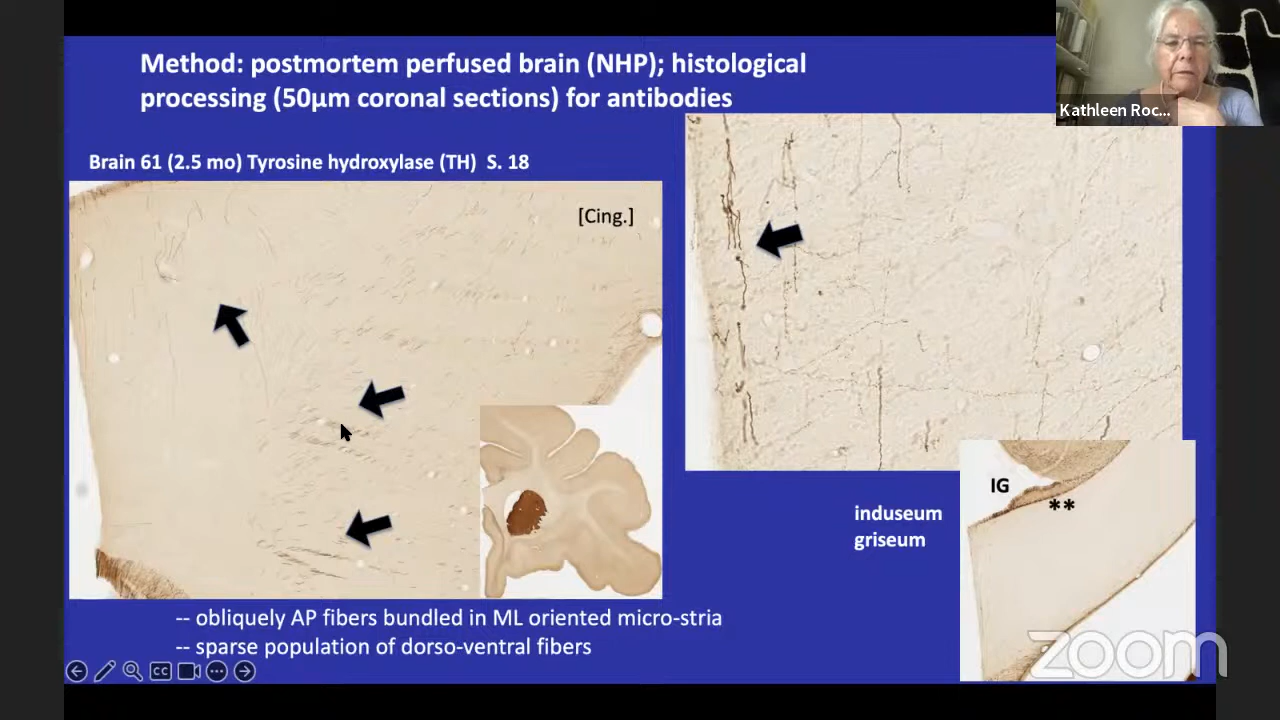 Method: postmortem perfused brain (NHP); histological
processing (50µm coronal sections) for antibodies
Kathleen Roc...
Brain 61 (2.5 mo) Tyrosine hydroxylase (TH) S. 18
[Cing.]
IG
**
induseum
griseum
-- obliquely AP fibers bundled in ML oriented micro-stria
-- sparse population of dorso-ventral fibers
CC
zoom